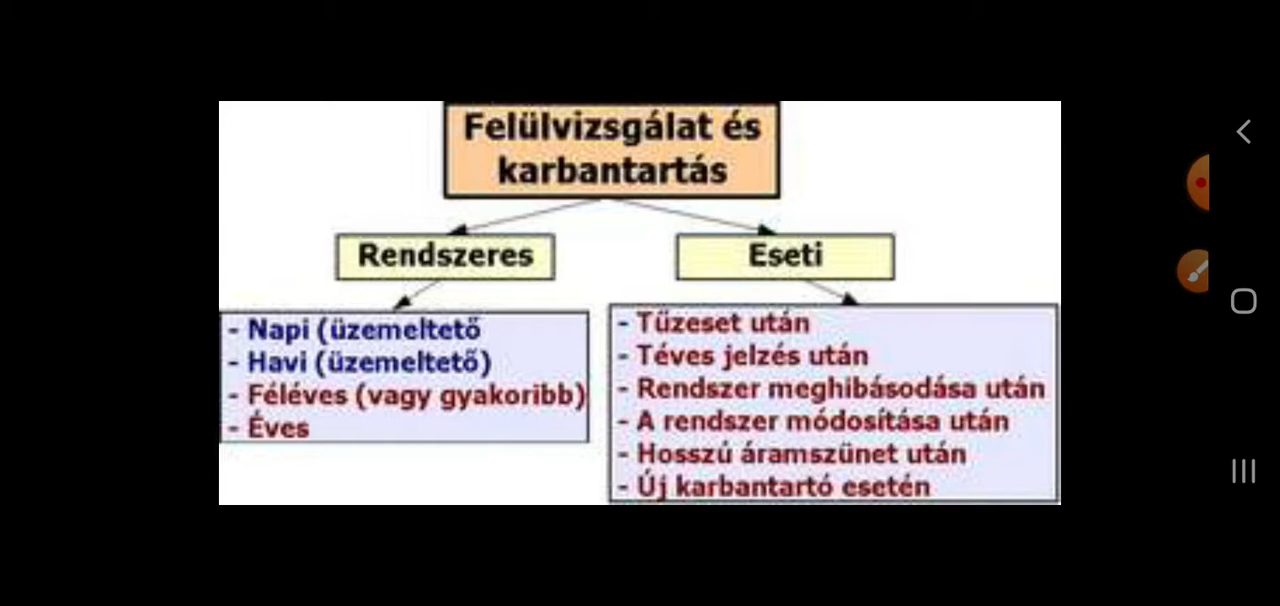 Felülvizsgálat és
karbantartás
Rendszeres
Eseti
- Napi (üzemeltető
- Havi (üzemeltető)
- Féléves (vagy gyakoribb)
- Éves
- Tűzeset után
- Téves jelzés után
- Rendszer meghibásodása után
- A rendszer módosítása után
- Hosszú áramszünet után
- Új karbantartó esetén